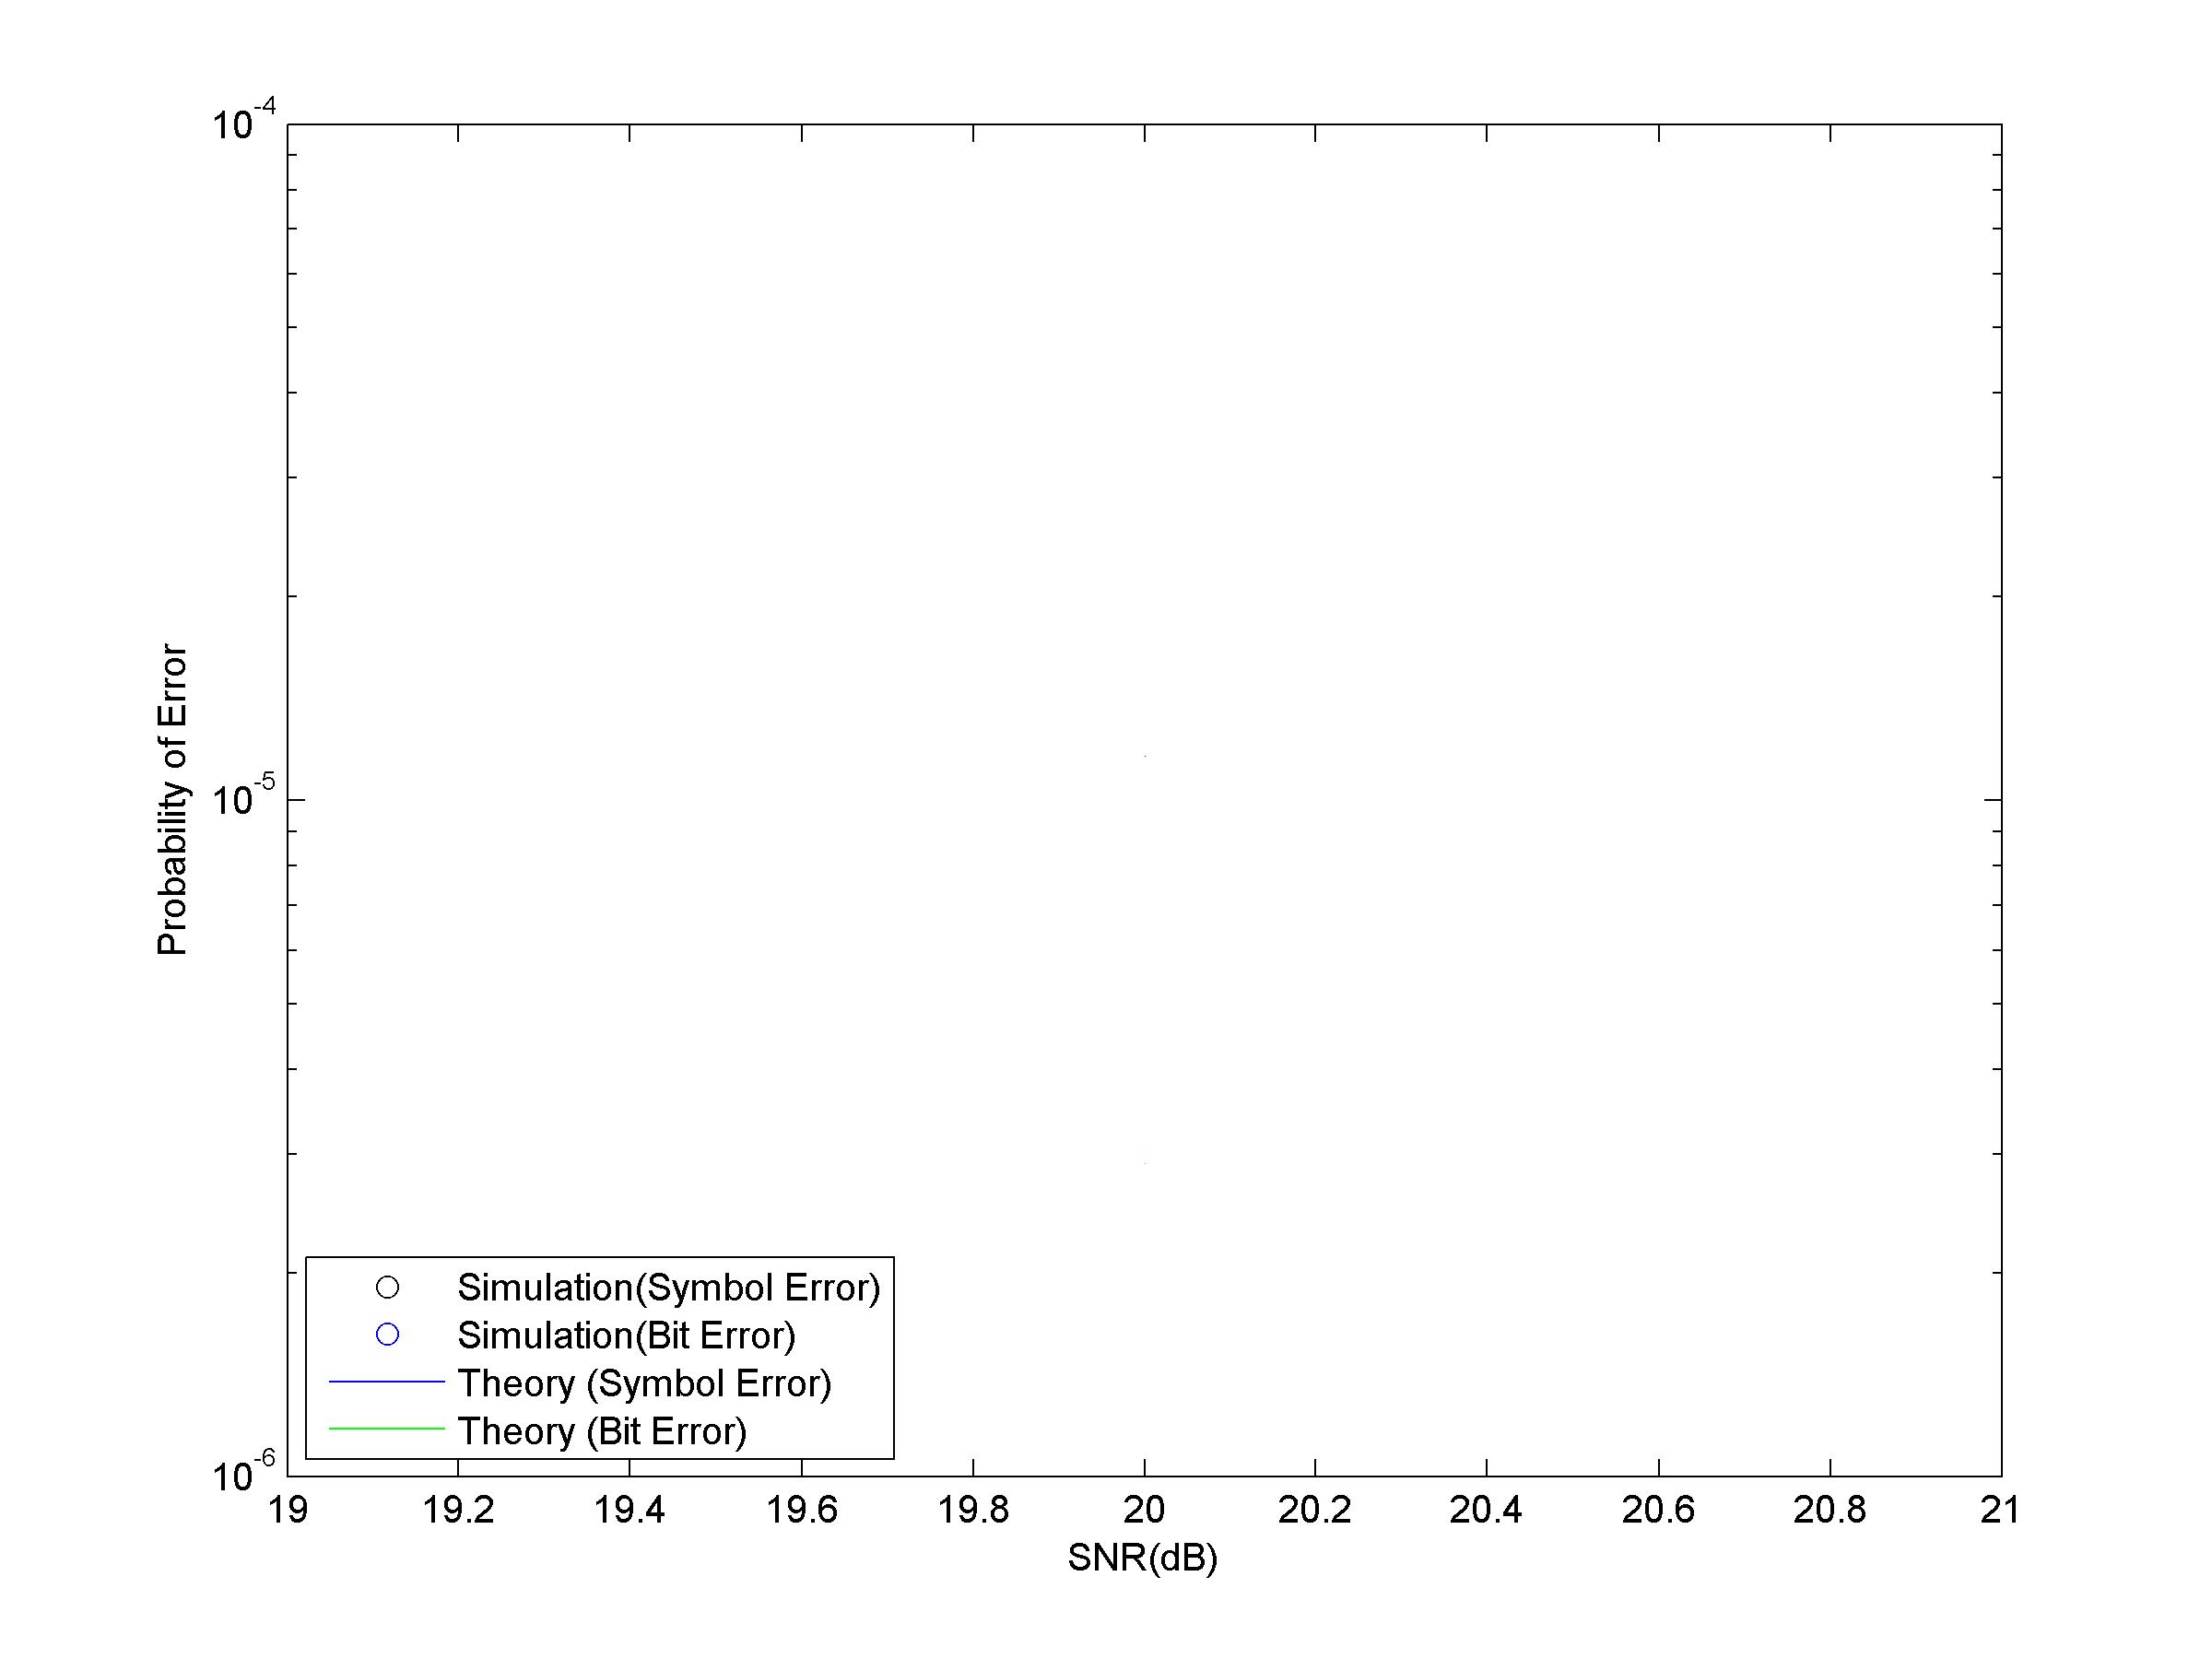 10^-4
10^-5
10^-6
Probability of Error
Simulation(Symbol Error)
Simulation(Bit Error)
Theory (Symbol Error)
Theory (Bit Error)
19 19.2 19.4 19.6 19.8 20 20.2 20.4 20.6 20.8 21
SNR(dB)